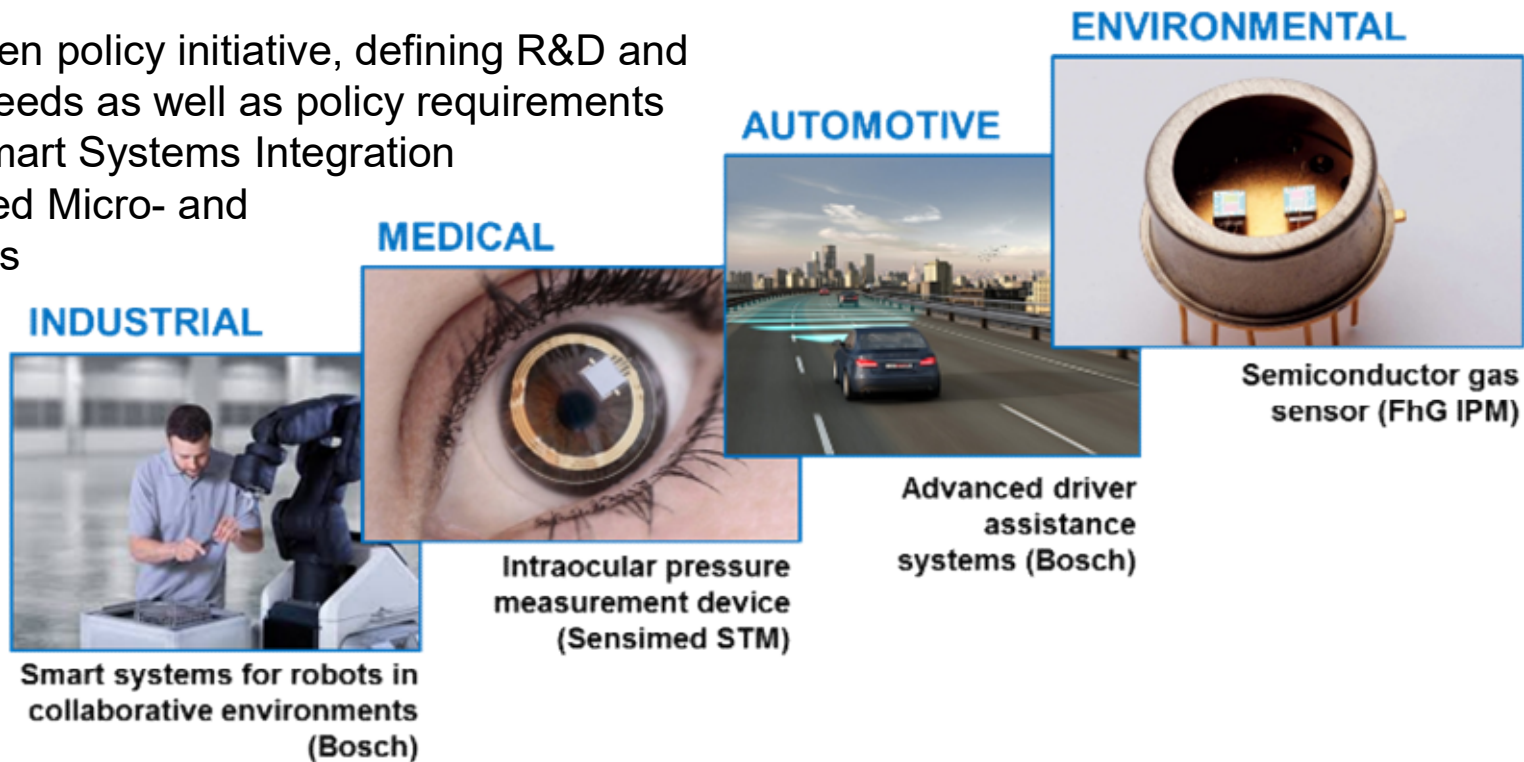 en policy initiative, defining R&D and
eeds as well as policy requirements
mart Systems Integration
ed Micro- and
s
INDUSTRIAL
Smart systems for robots in
collaborative environments
(Bosch)
MEDICAL
Intraocular pressure
measurement device
(Sensimed STM)
AUTOMOTIVE
Advanced driver
assistance
systems (Bosch)
ENVIRONMENTAL
Semiconductor gas
sensor (FhG IPM)